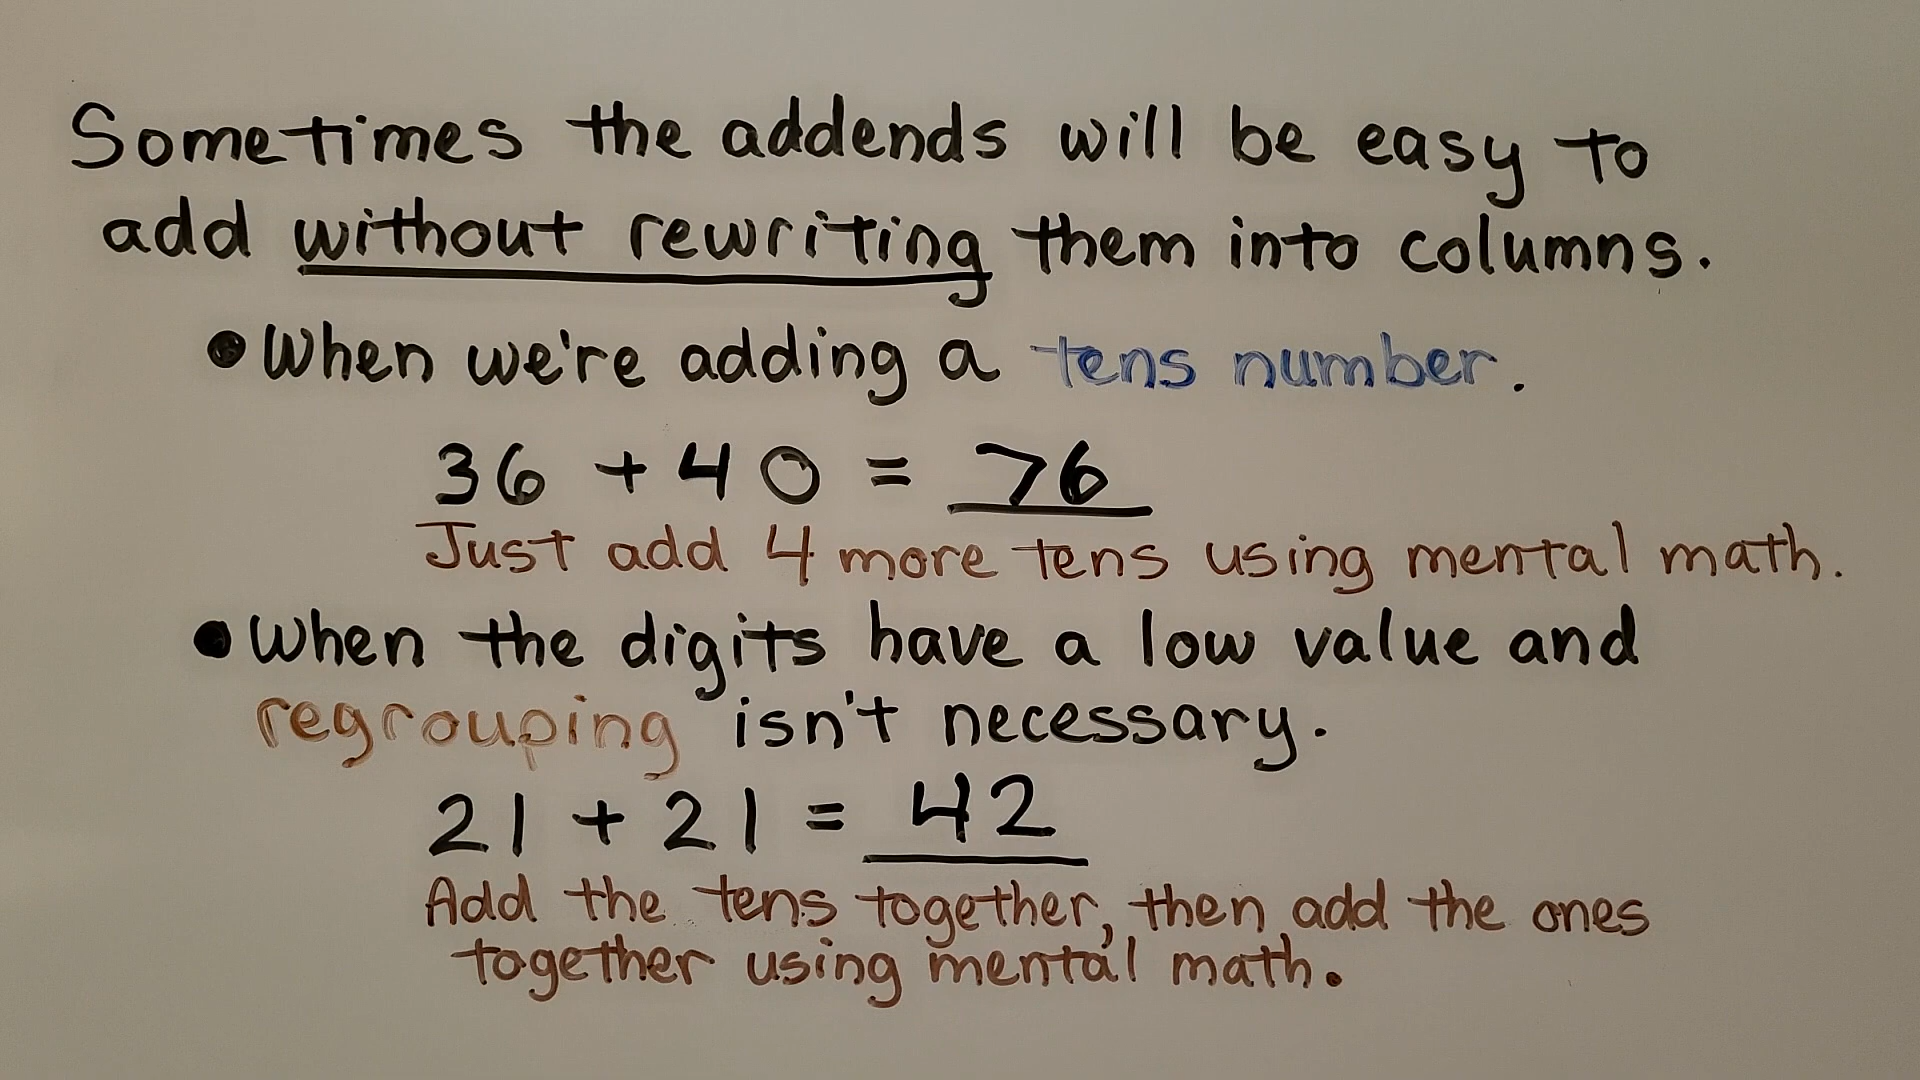 Sometimes the addends will be easy to
add without rewriting them into columns.
• When we're adding a tens number.
36 + 40 = 76
Just add 4 more tens using mental math.
• When the digits have a low value and
regrouping isn't necessary.
21 + 21 = 42
Add the tens together, then add the ones
together using mental math.